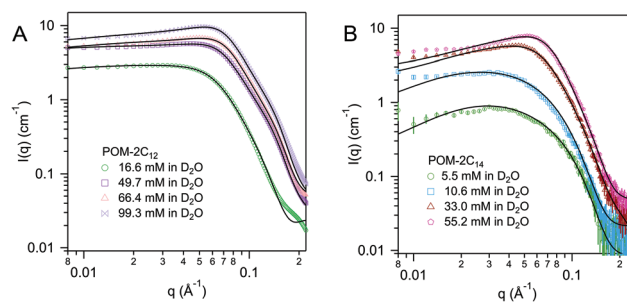 A
I(q) (cm⁻¹)
10
1
0.1
0.01
POM-2C₁₂
16.6 mM in D₂O
49.7 mM in D₂O
66.4 mM in D₂O
99.3 mM in D₂O
8
0.01
2
3
4
5
6
7
8
0.1
2
q (Å⁻¹)
B
I(q) (cm⁻¹)
10
1
0.1
0.01
POM-2C₁₄
5.5 mM in D₂O
10.6 mM in D₂O
33.0 mM in D₂O
55.2 mM in D₂O
8
0.01
2
3
4
5
6
7
8
0.1
2
q (Å⁻¹)